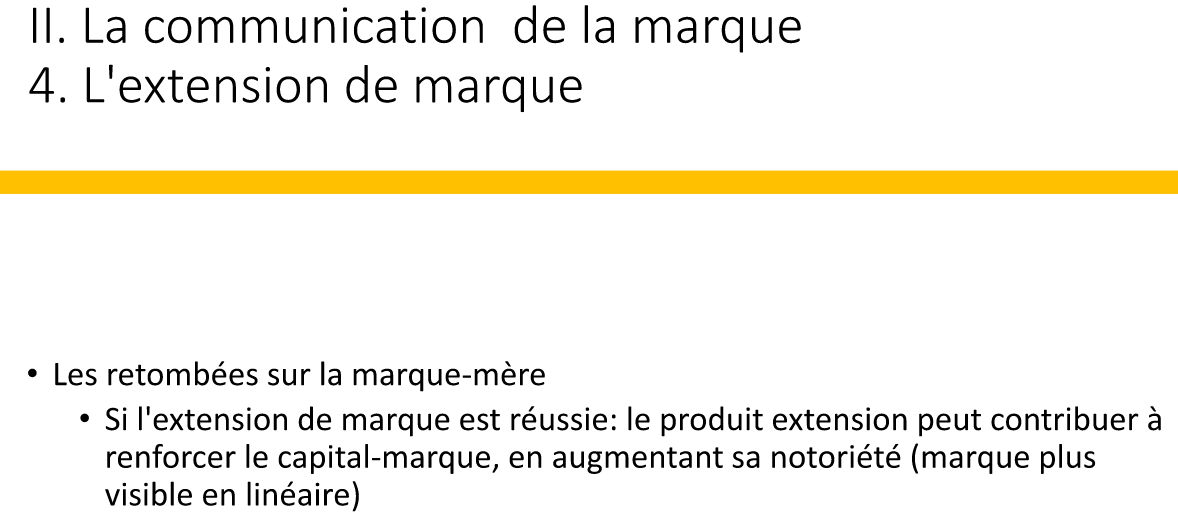 II. La communication  de la marque
4. L'extension de marque
• Les retombées sur la marque-mère
• Si l'extension de marque est réussie: le produit extension peut contribuer à
renforcer le capital-marque, en augmentant sa notoriété (marque plus
visible en linéaire)